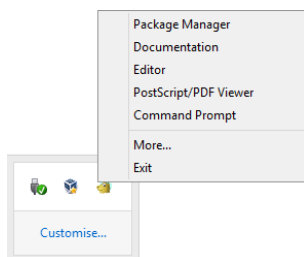 Package Manager
Documentation
Editor
PostScript/PDF Viewer
Command Prompt
More...
Exit
Customise...